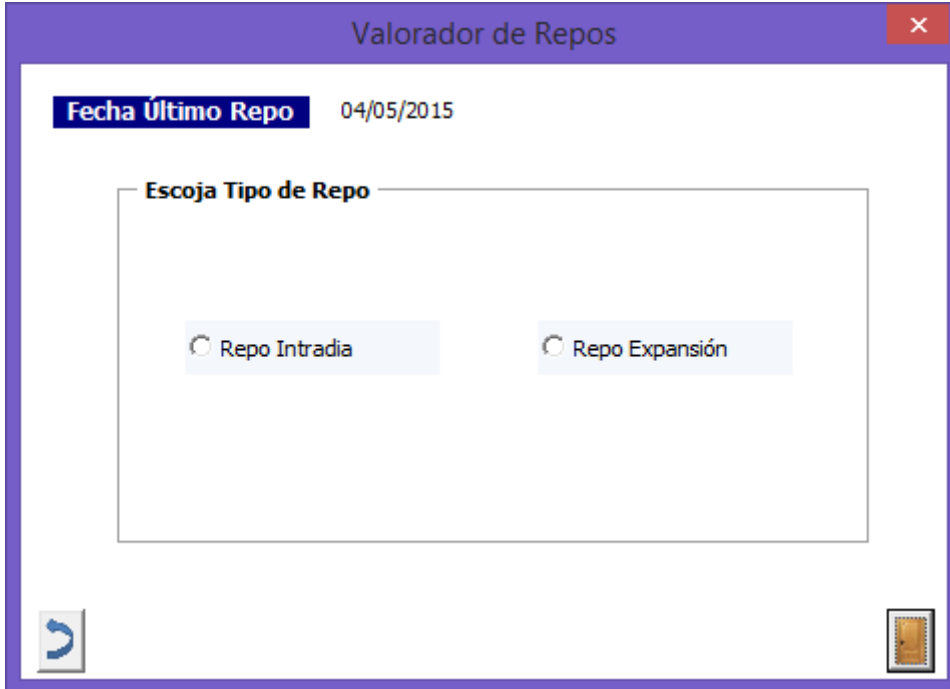 Valorador de Repos
Fecha Último Repo 04/05/2015
Escoja Tipo de Repo
Repo Intradia Repo Expansión